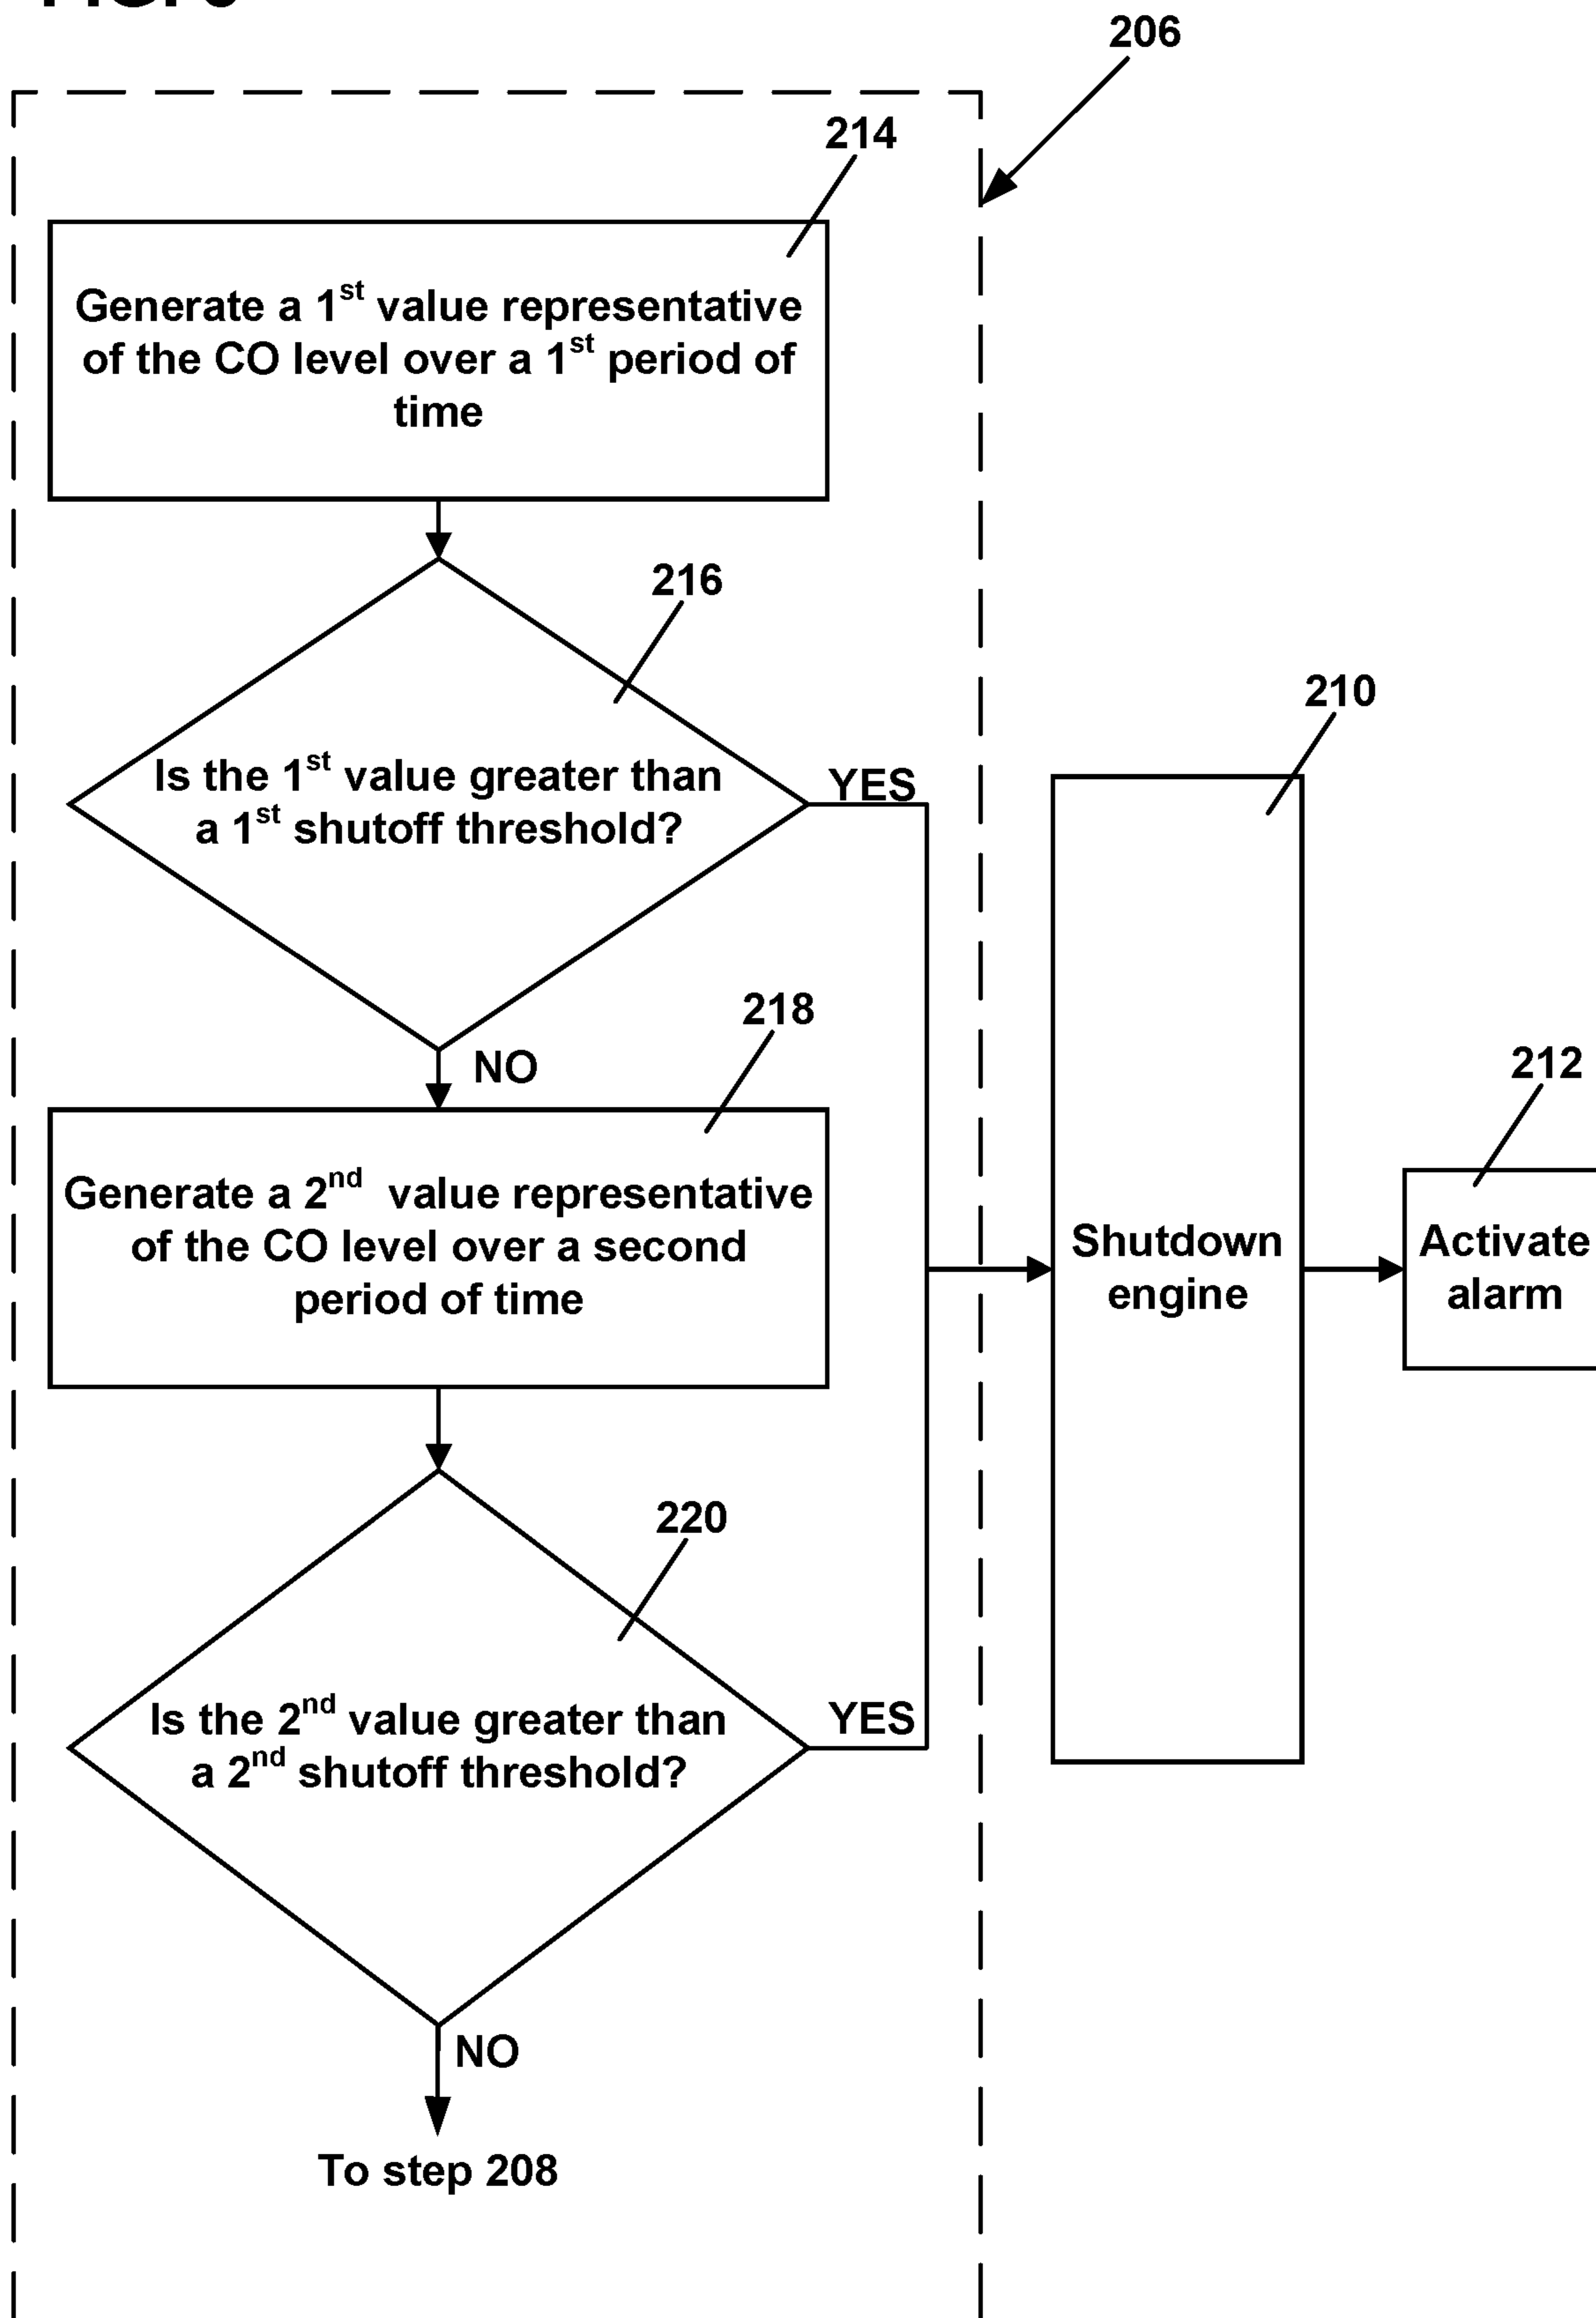 206
214
Generate a 1st value representative
of the CO level over a 1st period of
time
216
Is the 1st value greater than
a 1st shutoff threshold?
YES
210
NO
218
212
Generate a 2nd value representative
of the CO level over a second
period of time
Shutdown
engine
Activate
alarm
220
Is the 2nd value greater than
a 2nd shutoff threshold?
YES
NO
To step 208